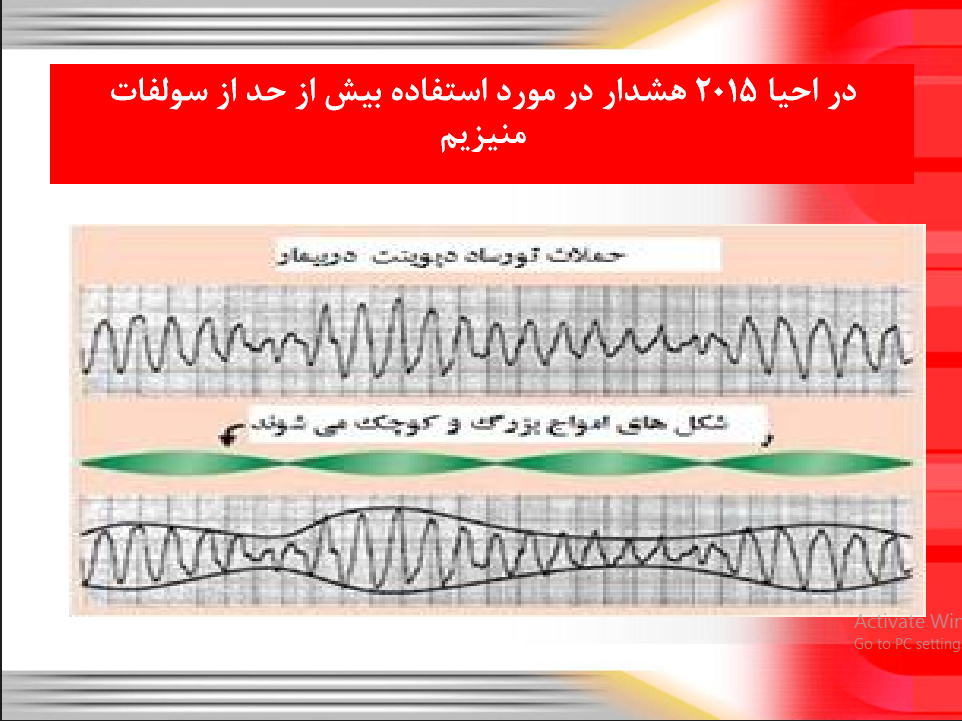 در احیا ۲۰۱۵ هشدار در مورد استفاده بیش از حد از سولفات
منیزیم
حملات تورساد دپوینت دربیمار
شکل های امواج بزرگ و کوچک می شوند
Activate Win
Go to PC setting